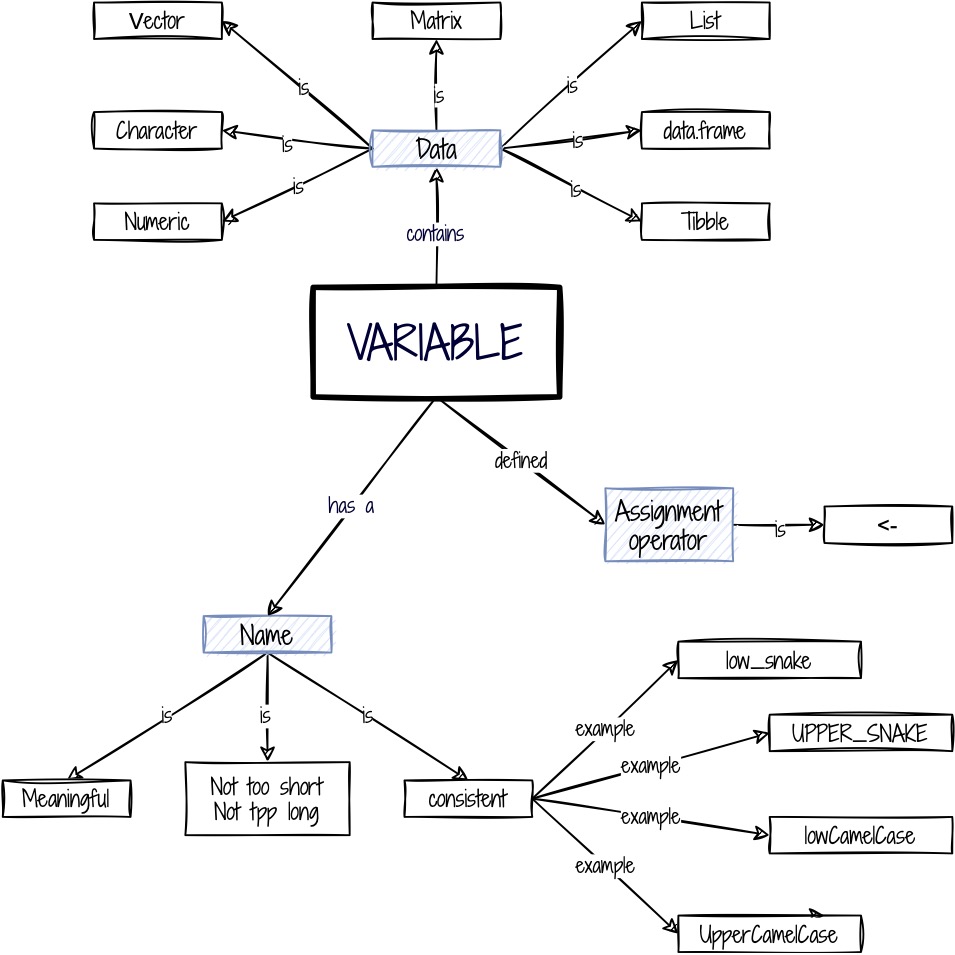 Vector
Matrix
List
is
is
is
Character
is
Data
is
data.frame
Numeric
is
is
Tibble
contains
VARIABLE
defined
has a
Assignment
operator
is
<-
Name
low_snake
is
is
is
example
UPPER_SNAKE
example
Meaningful
Not too short
Not tpp long
consistent
example
lowCamelCase
example
UpperCamelCase